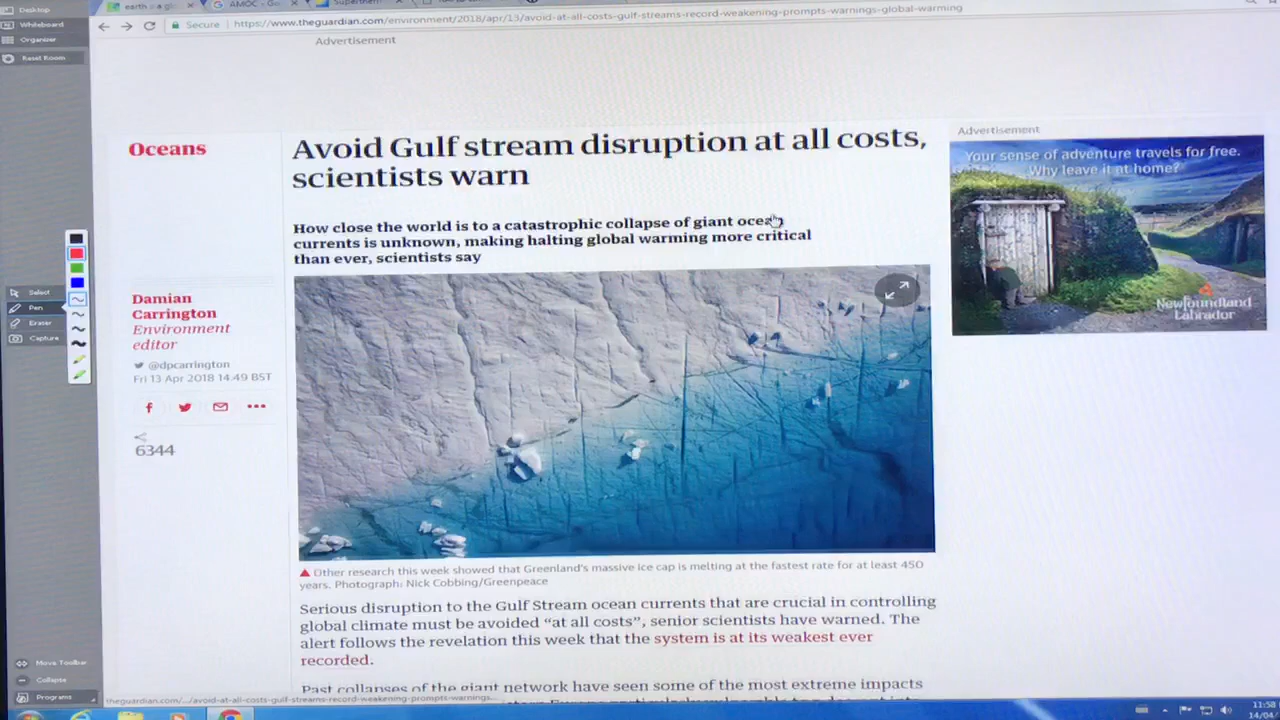 Desktop
Whiteboard
Organizer
Reset Room
earth :: a gl
AMOC - Go
Secure https://www.theguardian.com/environment/2018/apr/13/avoid-at-all-costs-gulf-streams-record-weakening-prompts-warnings-global-warming
Advertisement
Oceans
Avoid Gulf stream disruption at all costs,
scientists warn
How close the world is to a catastrophic collapse of giant ocean
currents is unknown, making halting global warming more critical
than ever, scientists say
Advertisement
Your sense of adventure travels for free.
Why leave it at home?
Newfoundland
Labrador
Select
Pen
Eraser
Capture
Damian
Carrington
Environment
editor
@dpcarrington
Fri 13 Apr 2018 14.49 BST
6344
Other research this week showed that Greenland's massive ice cap is melting at the fastest rate for at least 450
years. Photograph: Nick Cobbing/Greenpeace
Serious disruption to the Gulf Stream ocean currents that are crucial in controlling
global climate must be avoided “at all costs”, senior scientists have warned. The
alert follows the revelation this week that the system is at its weakest ever
recorded.
Past collapses of the giant network have seen some of the most extreme impacts
Move Toolbar
Collapse
Programs
theguardian.com/.../avoid-at-all-costs-gulf-streams-record-weakening-prompts-warnings...
11:58
14/04/